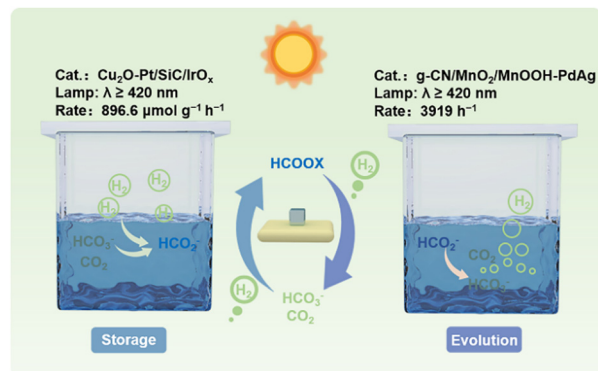 Cat.: Cu₂O-Pt/SiC/IrOₓ
Lamp: λ ≥ 420 nm
Rate: 896.6 μmol g⁻¹ h⁻¹
Cat.: g-CN/MnO₂/MnOOH-PdAg
Lamp: λ ≥ 420 nm
Rate: 3919 h⁻¹
H₂
H₂
H₂
H₂
HCO₃⁻
CO₂
HCO₂⁻
Storage
HCOOX
H₂
H₂
HCO₃⁻
CO₂
H₂
HCO₂⁻
CO₂
HCO₃⁻
Evolution